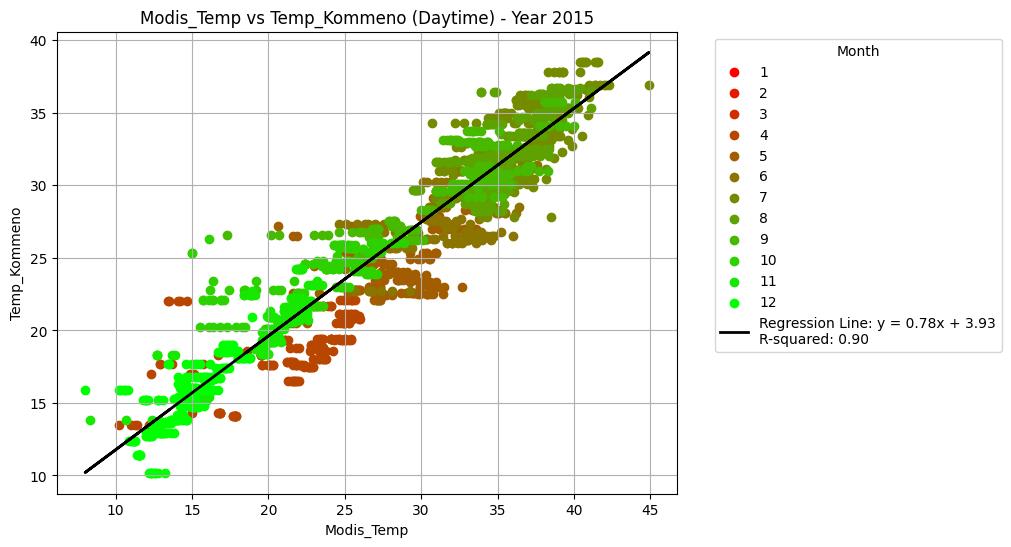 Modis_Temp vs Temp_Kommeno (Daytime) - Year 2015
40
35
30
25
20
15
10
Temp_Kommeno
10 15 20 25 30 35 40 45
Modis_Temp
Month
1
2
3
4
5
6
7
8
9
10
11
12
Regression Line: y = 0.78x + 3.93
R-squared: 0.90